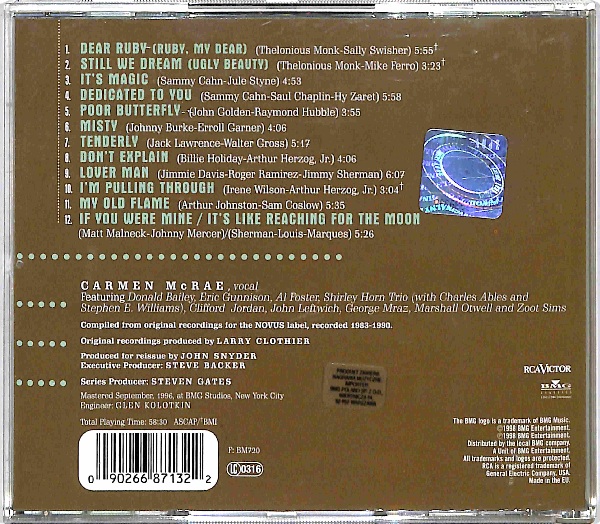 1. DEAR RUBY (RUBY, MY DEAR) (Thelonious Monk-Sally Swisher) 5:55†
2. STILL WE DREAM (UGLY BEAUTY) (Thelonious Monk-Mike Ferro) 3:23†
3. IT'S MAGIC (Sammy Cahn-Jule Styne) 4:53
4. DEDICATED TO YOU (Sammy Cahn-Saul Chaplin-Hy Zaret) 5:58
5. POOR BUTTERFLY (John Golden-Raymond Hubble) 3:55
6. MISTY (Johnny Burke-Erroll Garner) 4:06
7. TENDERLY (Jack Lawrence-Walter Gross) 5:17
8. DON'T EXPLAIN (Billie Holiday-Arthur Herzog, Jr.) 4:06
9. LOVER MAN (Jimmie Davis-Roger Ramirez-Jimmy Sherman) 6:07
10. I'M PULLING THROUGH (Irene Wilson-Arthur Herzog, Jr.) 3:04†
11. MY OLD FLAME (Arthur Johnston-Sam Coslow) 5:35
12. IF YOU WERE MINE / IT'S LIKE REACHING FOR THE MOON
(Matt Malneck-Johnny Mercer)/(Sherman-Louis-Marques) 5:26
CARMEN McRAE, vocal
Featuring Donald Bailey, Eric Gunnison, Al Foster, Shirley Horn Trio (with Charles Ables and
Stephen E. Williams), Clifford Jordan, John Leftwich, George Mraz, Marshall Otwell and Zoot Sims
Compiled from original recordings for the NOVUS label, recorded 1983-1990.
Original recordings produced by LARRY CLOTHIER
Produced for reissue by JOHN SNYDER
Executive Producer: STEVE BACKER
Series Producer: STEVEN GATES
Mastered September, 1996, at BMG Studios, New York City
Engineer: GLEN KOLOTKIN
Total Playing Time: 58:30 ASCAP/†BMI
0 90266 87132 2
F: BM720
LC 0316
RCA VICTOR
BMG
CLASSICS
The BMG logo is a trademark of BMG Music.
©1998 BMG Entertainment.
℗1998 BMG Entertainment.
Distributed by the local BMG company.
A Unit of BMG Entertainment.
All trademarks and logos are protected.
RCA is a registered trademark of
General Electric Company, USA.
Made in the EU.